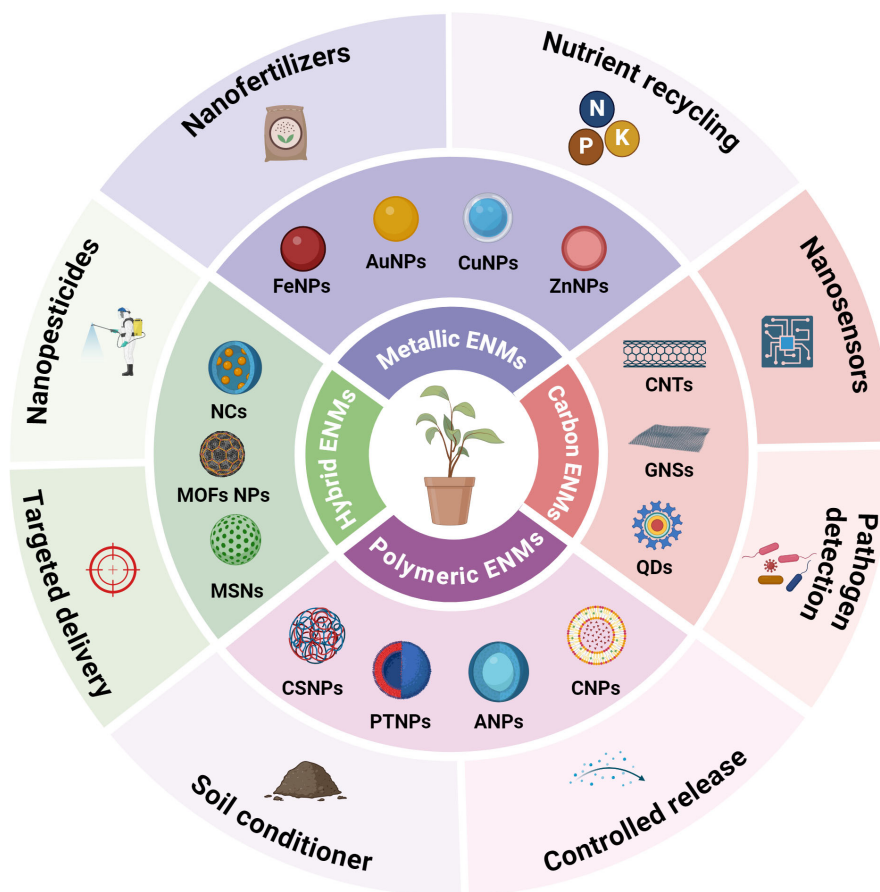 Nanofertilizers
Nutrient recycling
N
P
K
Nanosensors
Pathogen
detection
Controlled release
Soil conditioner
Targeted delivery
Nanopesticides
FeNPs
AuNPs
CuNPs
ZnNPs
CNTs
GNSs
QDs
CNPs
ANPs
PTNPs
CSNPs
MSNs
MOFs NPs
NCs
Metallic ENMs
Carbon ENMs
Polymeric ENMs
Hybrid ENMs